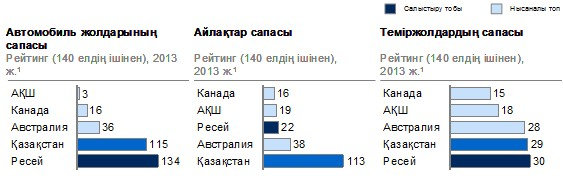 Салыстыру тобы
Нысаналы топ
Автомобиль жолдарының
сапасы
Рейтинг (140 елдің ішінен), 2013
ж.¹
АҚШ 3
Канада 16
Австралия 36
Қазақстан 115
Ресей 134
Айлақтар сапасы
Рейтинг (140 елдің ішінен),
2013 ж.¹
Канада 16
АҚШ 19
Ресей 22
Австралия 38
Қазақстан 113
Теміржолдардың сапасы
Рейтинг (140 елдің ішінен),
2013 ж.¹
Канада 15
АҚШ 18
Австралия 28
Қазақстан 29
Ресей 30